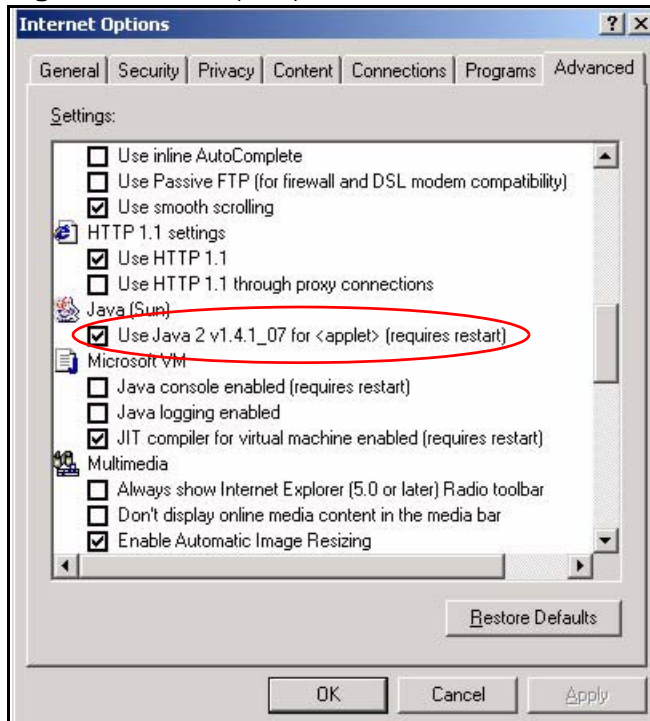 Internet Options
General Security Privacy Content Connections Programs Advanced
Settings:
Use inline AutoComplete
Use Passive FTP (for firewall and DSL modem compatibility)
Use smooth scrolling
HTTP 1.1 settings
Use HTTP 1.1
Use HTTP 1.1 through proxy connections
Java (Sun)
Use Java 2 v1.4.1_07 for <applet> (requires restart)
Microsoft VM
Java console enabled (requires restart)
Java logging enabled
JIT compiler for virtual machine enabled (requires restart)
Multimedia
Always show Internet Explorer (5.0 or later) Radio toolbar
Don't display online media content in the media bar
Enable Automatic Image Resizing
Restore Defaults
OK Cancel Apply